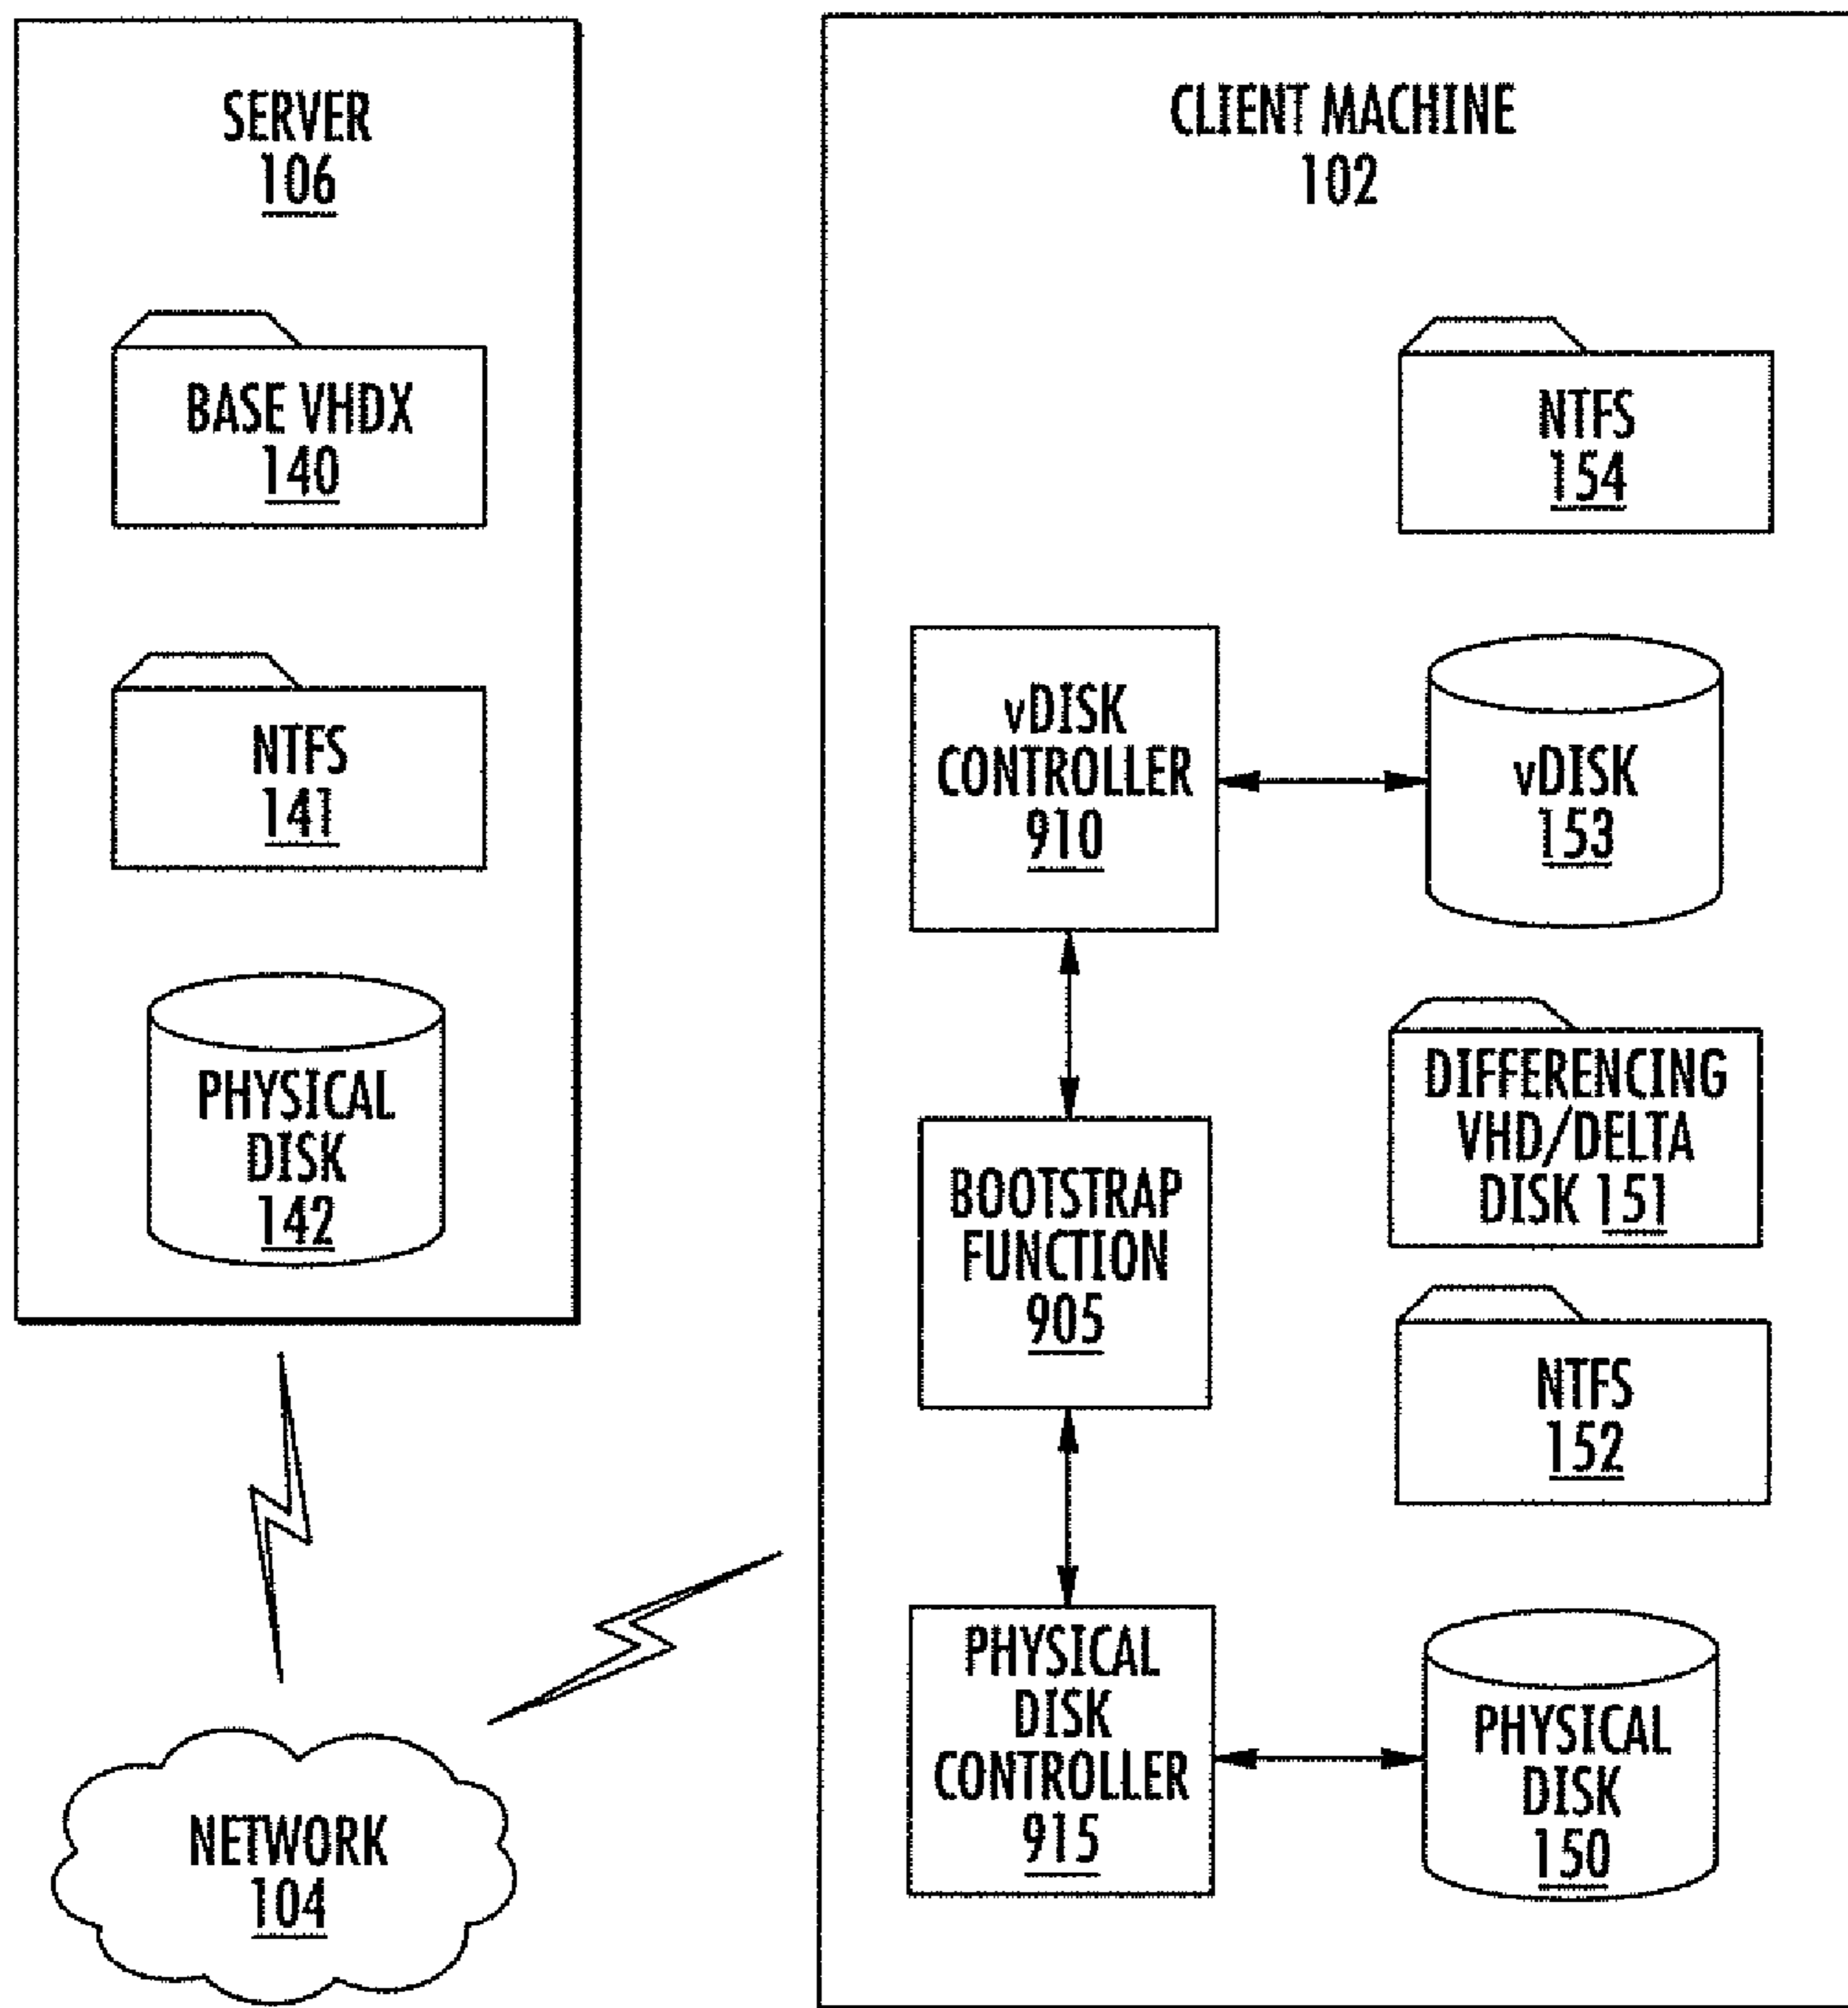 SERVER
106
BASE VHDX
140
NTFS
141
PHYSICAL
DISK
142
NETWORK
104
CLIENT MACHINE
102
NTFS
154
vDISK
CONTROLLER
910
vDISK
153
DIFFERENCING
VHD/DELTA
DISK 151
BOOTSTRAP
FUNCTION
905
NTFS
152
PHYSICAL
DISK
CONTROLLER
915
PHYSICAL
DISK
150